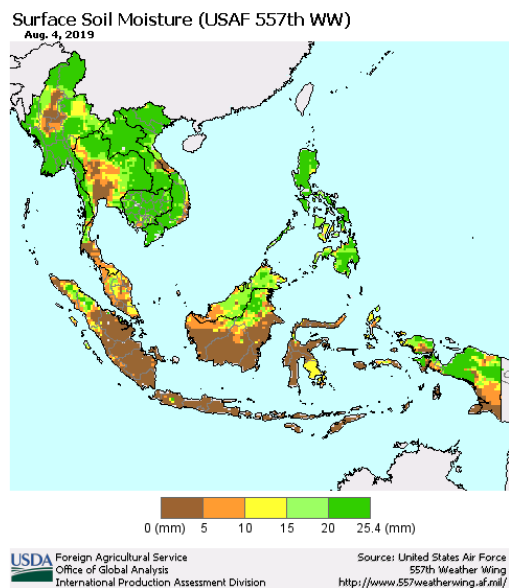 Surface Soil Moisture (USAF 557th WW)
Aug. 4, 2019
0 (mm) 5 10 15 20 25.4 (mm)
USDA Foreign Agricultural Service
Office of Global Analysis
International Production Assessment Division
Source: United States Air Force
557th Weather Wing
http://www.557weatherwing.af.mil/